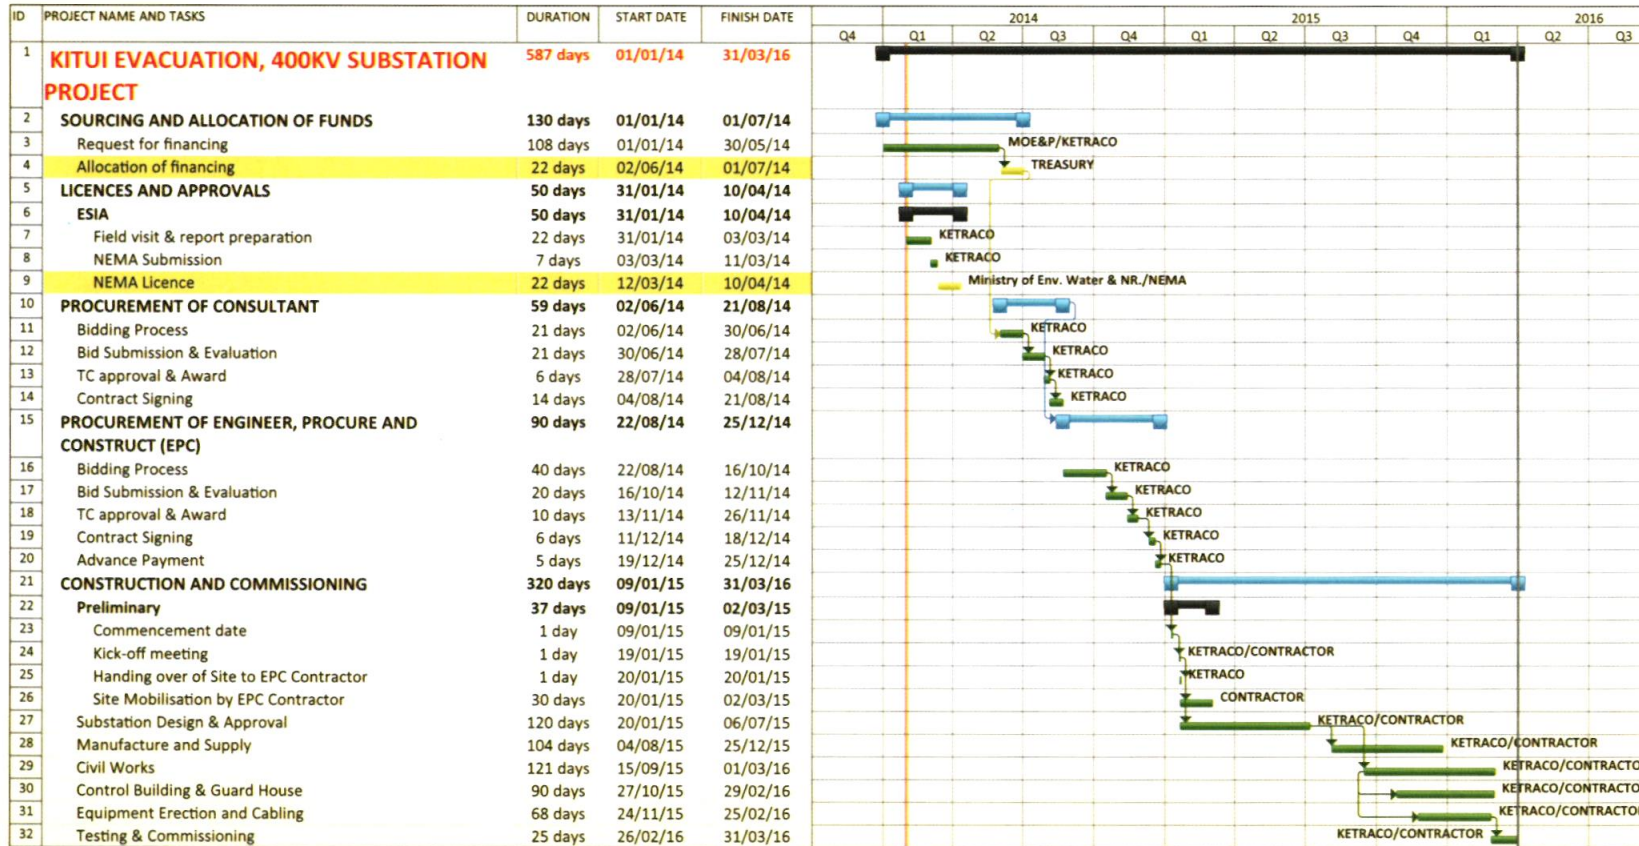 ID PROJECT NAME AND TASKS DURATION START DATE FINISH DATE 2014 2015 2016
Q4 Q1 Q2 Q3 Q4 Q1 Q2 Q3 Q4 Q1 Q2 Q3
1 KITUI EVACUATION, 400KV SUBSTATION 587 days 01/01/14 31/03/16
PROJECT
2 SOURCING AND ALLOCATION OF FUNDS 130 days 01/01/14 01/07/14
3 Request for financing 108 days 01/01/14 30/05/14 MOE&P/KETRACO
4 Allocation of financing 22 days 02/06/14 01/07/14 TREASURY
5 LICENCES AND APPROVALS 50 days 31/01/14 10/04/14
6 ESIA 50 days 31/01/14 10/04/14
7 Field visit & report preparation 22 days 31/01/14 03/03/14 KETRACO
8 NEMA Submission 7 days 03/03/14 11/03/14 KETRACO
9 NEMA Licence 22 days 12/03/14 10/04/14 Ministry of Env. Water & NR./NEMA
10 PROCUREMENT OF CONSULTANT 59 days 02/06/14 21/08/14
11 Bidding Process 21 days 02/06/14 30/06/14 KETRACO
12 Bid Submission & Evaluation 21 days 30/06/14 28/07/14 KETRACO
13 TC approval & Award 6 days 28/07/14 04/08/14 KETRACO
14 Contract Signing 14 days 04/08/14 21/08/14 KETRACO
15 PROCUREMENT OF ENGINEER, PROCURE AND 90 days 22/08/14 25/12/14
CONSTRUCT (EPC)
16 Bidding Process 40 days 22/08/14 16/10/14 KETRACO
17 Bid Submission & Evaluation 20 days 16/10/14 12/11/14 KETRACO
18 TC approval & Award 10 days 13/11/14 26/11/14 KETRACO
19 Contract Signing 6 days 11/12/14 18/12/14 KETRACO
20 Advance Payment 5 days 19/12/14 25/12/14 KETRACO
21 CONSTRUCTION AND COMMISSIONING 320 days 09/01/15 31/03/16
22 Preliminary 37 days 09/01/15 02/03/15
23 Commencement date 1 day 09/01/15 09/01/15
24 Kick-off meeting 1 day 19/01/15 19/01/15 KETRACO/CONTRACTOR
25 Handing over of Site to EPC Contractor 1 day 20/01/15 20/01/15 KETRACO
26 Site Mobilisation by EPC Contractor 30 days 20/01/15 02/03/15 CONTRACTOR
27 Substation Design & Approval 120 days 20/01/15 06/07/15 KETRACO/CONTRACTOR
28 Manufacture and Supply 104 days 04/08/15 25/12/15 KETRACO/CONTRACTOR
29 Civil Works 121 days 15/09/15 01/03/16 KETRACO/CONTRACTO
30 Control Building & Guard House 90 days 27/10/15 29/02/16 KETRACO/CONTRACTO
31 Equipment Erection and Cabling 68 days 24/11/15 25/02/16 KETRACO/CONTRACTOR
32 Testing & Commissioning 25 days 26/02/16 31/03/16 KETRACO/CONTRACTOR